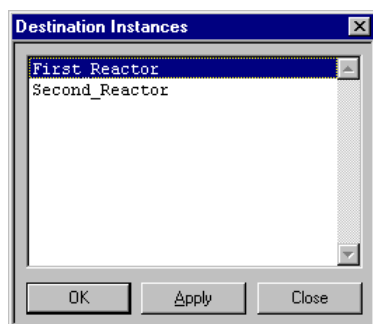 Destination Instances
First Reactor
Second_Reactor
OK Apply Close